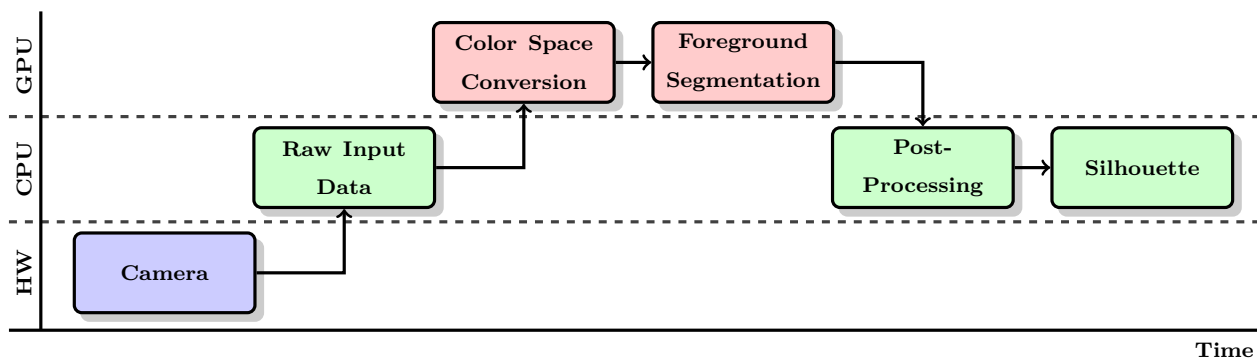 GPU
Color Space
Conversion
Foreground
Segmentation
CPU
Raw Input
Data
Post-
Processing
Silhouette
HW
Camera
Time